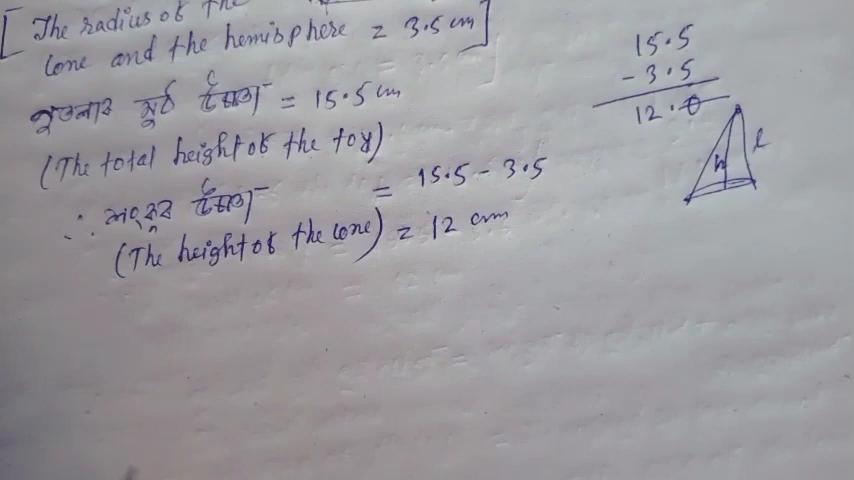 [The radius of the
cone and the hemisphere = 3.5 cm]
পুতলাৰ মুঠ উচ্চতা = 15.5 cm
(The total height of the toy)
∴ শংকুৰ উচ্চতা = 15.5 - 3.5
(The height of the cone) = 12 cm
15.5
- 3.5
12.0
h
l